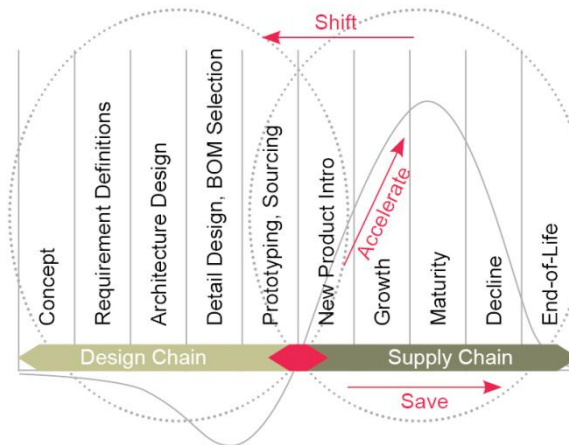 Shift
Concept
Requirement Definitions
Architecture Design
Detail Design, BOM Selection
Prototyping, Sourcing
New Product Intro
Accelerate
Growth
Maturity
Decline
End-of-Life
Design Chain
Supply Chain
Save